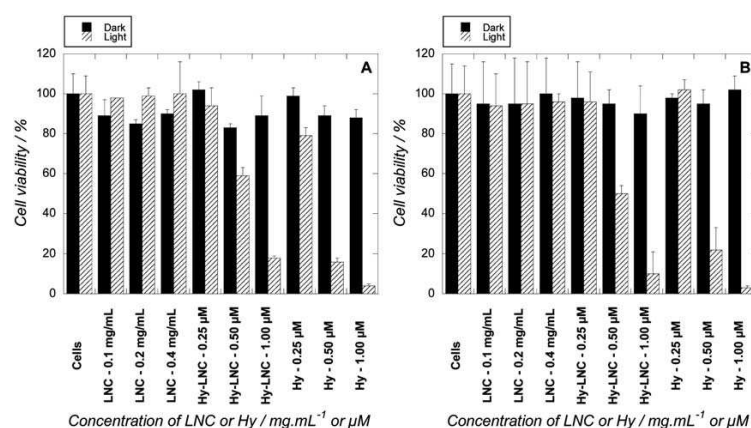 Dark
Light
A
Cell viability / %
120
100
80
60
40
20
0
Cells
LNC - 0.1 mg/mL
LNC - 0.2 mg/mL
LNC - 0.4 mg/mL
Hy-LNC - 0.25 µM
Hy-LNC - 0.50 µM
Hy-LNC - 1.00 µM
Hy - 0.25 µM
Hy - 0.50 µM
Hy - 1.00 µM
Concentration of LNC or Hy / mg.mL⁻¹ or µM
Dark
Light
B
Cell viability / %
120
100
80
60
40
20
0
Cells
LNC - 0.1 mg/mL
LNC - 0.2 mg/mL
LNC - 0.4 mg/mL
Hy-LNC - 0.25 µM
Hy-LNC - 0.50 µM
Hy-LNC - 1.00 µM
Hy - 0.25 µM
Hy - 0.50 µM
Hy - 1.00 µM
Concentration of LNC or Hy / mg.mL⁻¹ or µM